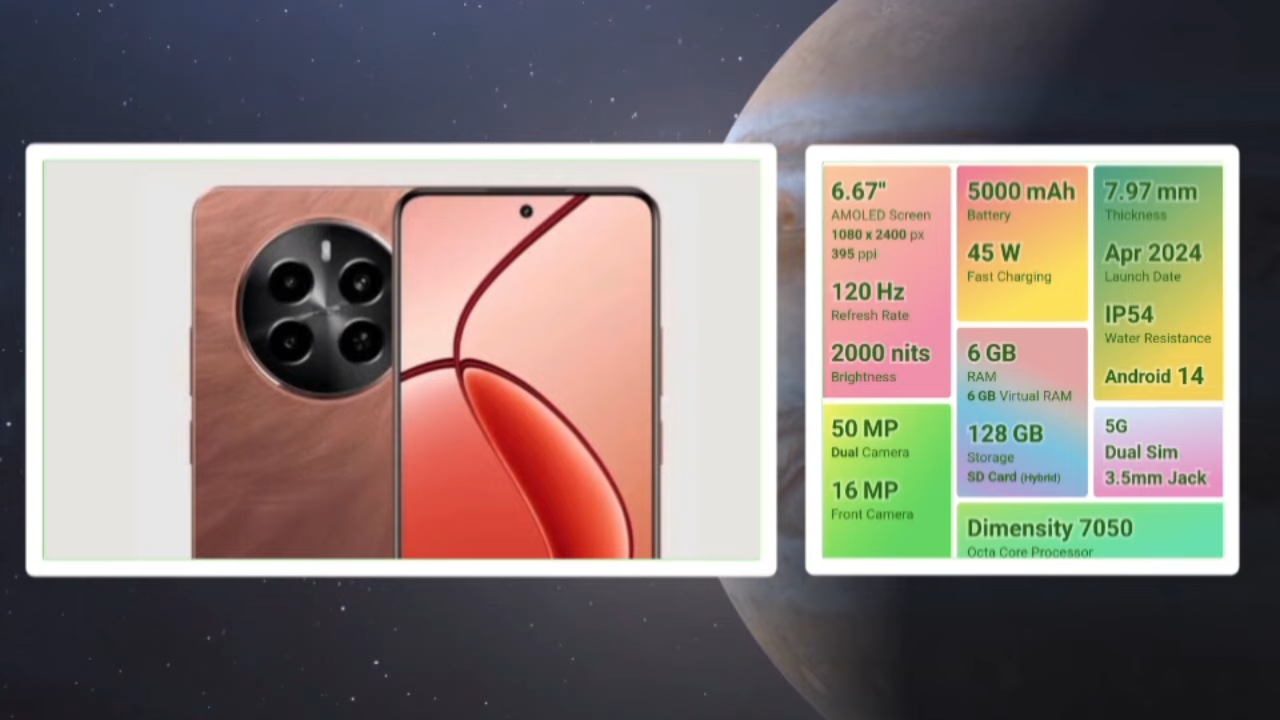 6.67"
AMOLED Screen
1080 x 2400 px
395 ppi
120 Hz
Refresh Rate
2000 nits
Brightness
50 MP
Dual Camera
16 MP
Front Camera
5000 mAh
Battery
45 W
Fast Charging
6 GB
RAM
6 GB Virtual RAM
128 GB
Storage
SD Card (Hybrid)
7.97 mm
Thickness
Apr 2024
Launch Date
IP54
Water Resistance
Android 14
5G
Dual Sim
3.5mm Jack
Dimensity 7050
Octa Core Processor